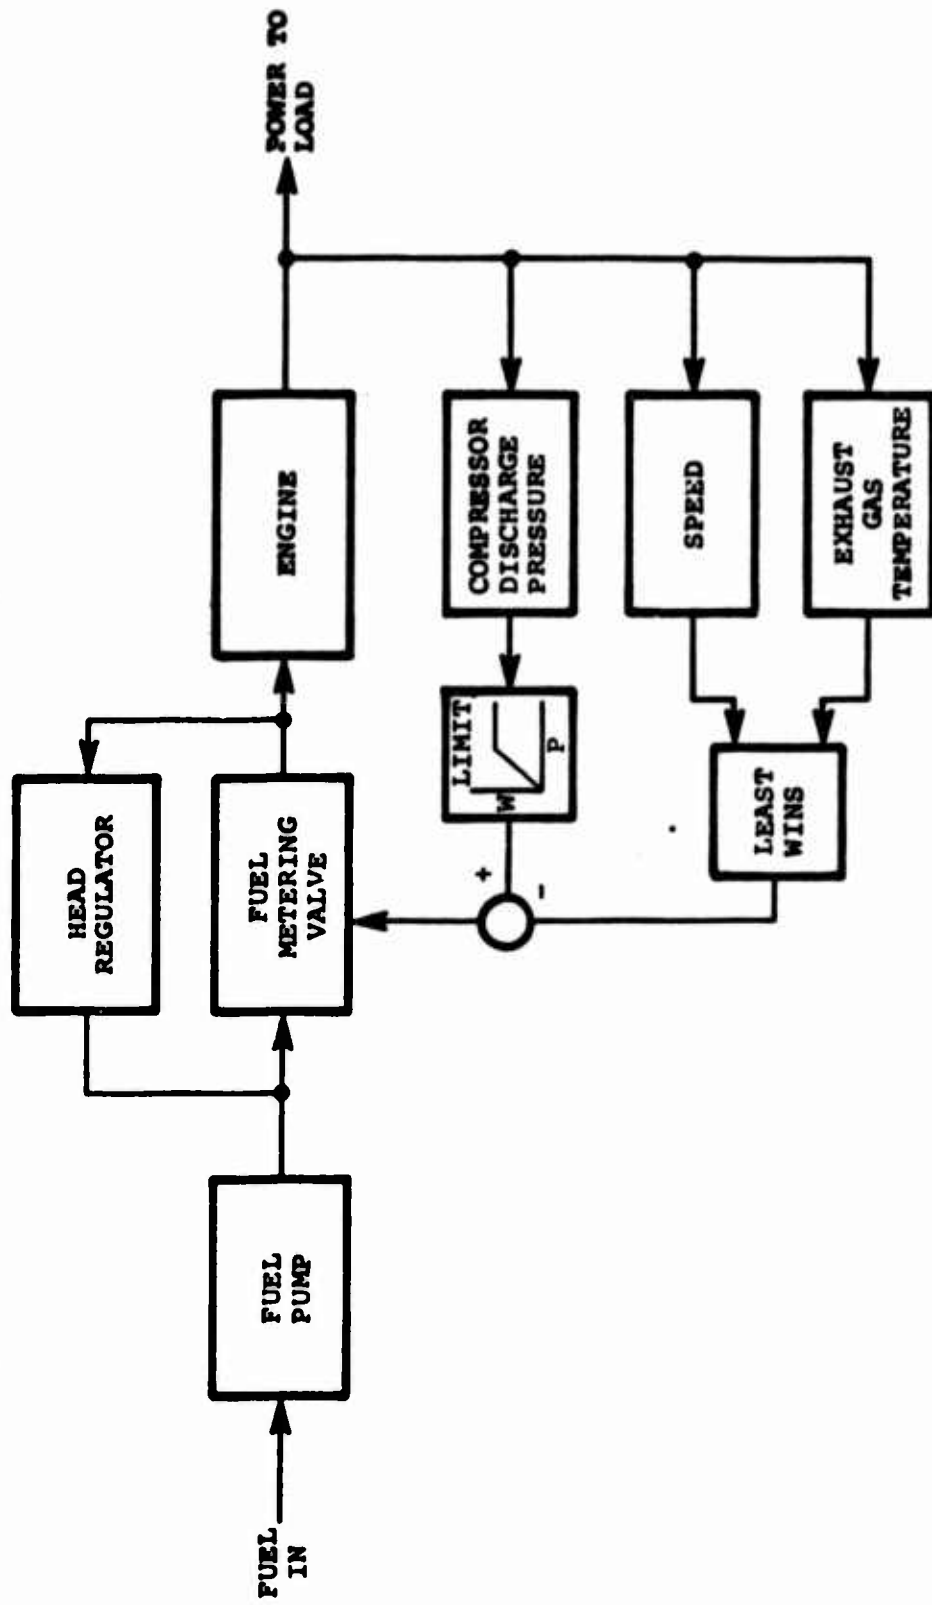 HEAD
REGULATOR
FUEL
IN
FUEL
PUMP
FUEL
METERING
VALVE
ENGINE
POWER TO
LOAD
+
-
LIMIT
W
P
COMPRESSOR
DISCHARGE
PRESSURE
SPEED
LEAST
WINS
EXHAUST
GAS
TEMPERATURE